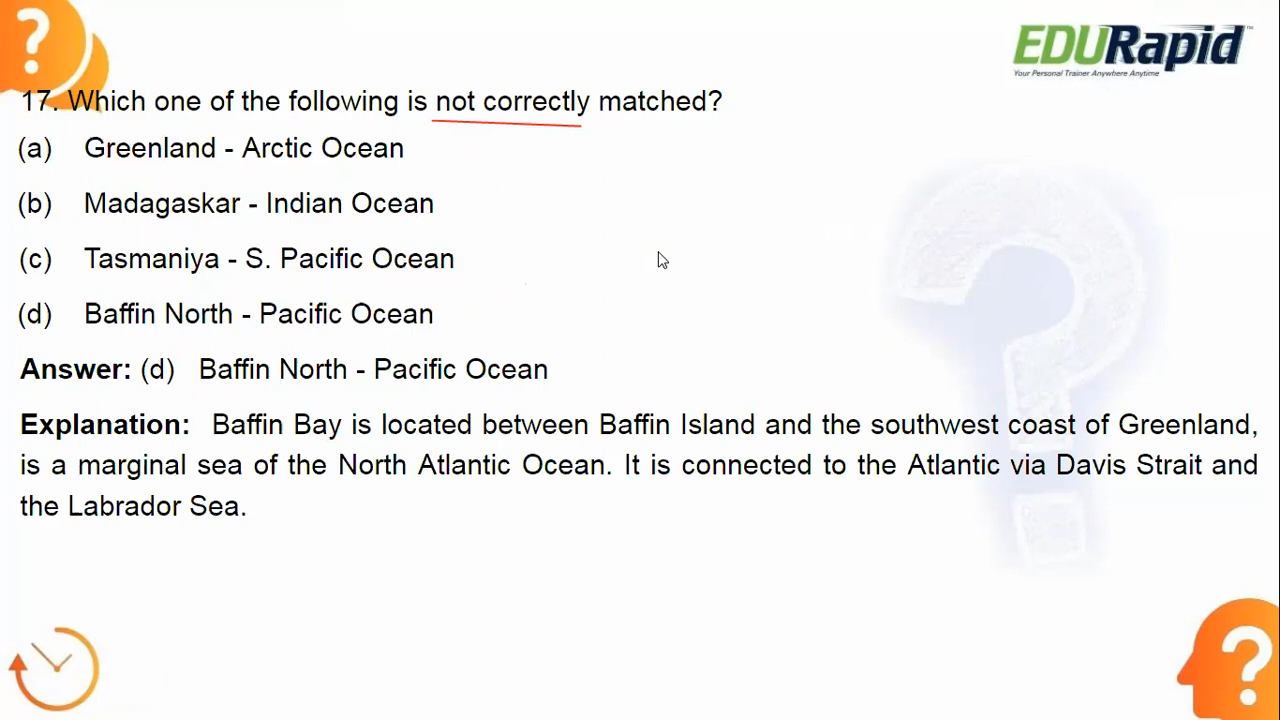 EDURapid™
Your Personal Trainer Anywhere Anytime
17. Which one of the following is not correctly matched?
(a) Greenland - Arctic Ocean
(b) Madagaskar - Indian Ocean
(c) Tasmaniya - S. Pacific Ocean
(d) Baffin North - Pacific Ocean
Answer: (d) Baffin North - Pacific Ocean
Explanation: Baffin Bay is located between Baffin Island and the southwest coast of Greenland,
is a marginal sea of the North Atlantic Ocean. It is connected to the Atlantic via Davis Strait and
the Labrador Sea.